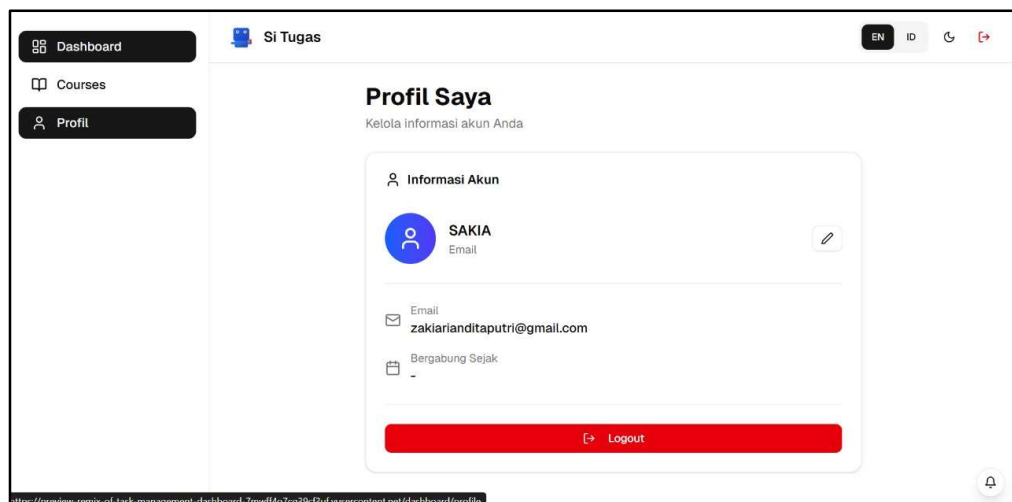 Dashboard
Courses
Profil
Si Tugas
EN ID
Profil Saya
Kelola informasi akun Anda
Informasi Akun
SAKIA
Email
Email
zakiarianditaputri@gmail.com
Bergabung Sejak
-
Logout